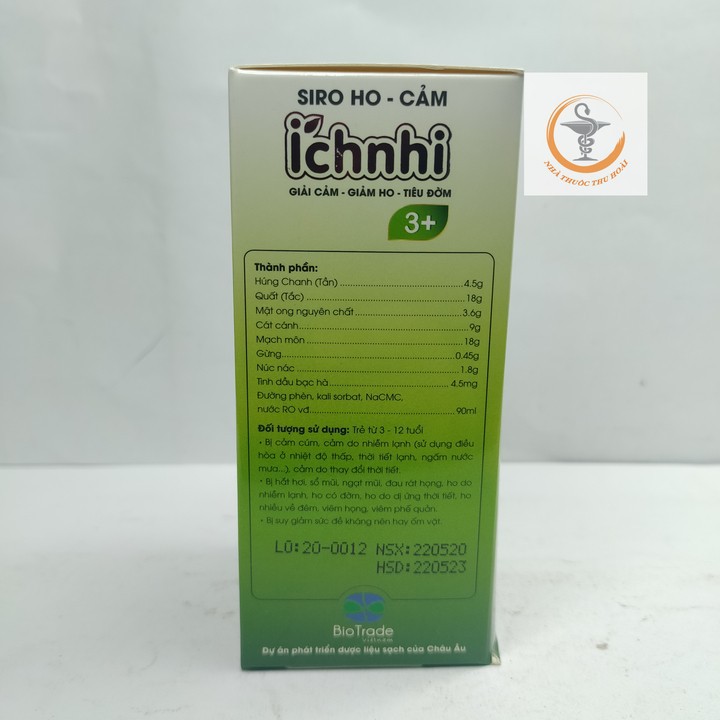 SIRO HO - CẢM
ichnhi
GIẢI CẢM - GIẢM HO - TIÊU ĐỜM
3+
NHÀ THUỐC THU HOÀI
Thành phần:
Húng Chanh (Tần) ........ 4.5g
Quất (Tắc) ........ 18g
Mật ong nguyên chất ........ 3.6g
Cát cánh ........ 9g
Mạch môn ........ 18g
Gừng ........ 0.45g
Núc nác ........ 1.8g
Tinh dầu bạc hà ........ 4.5mg
Đường phèn, kali sorbat, NaCMC,
nước RO vđ ........ 90ml
Đối tượng sử dụng: Trẻ từ 3 - 12 tuổi
• Bị cảm cúm, cảm do nhiễm lạnh (sử dụng điều
hòa ở nhiệt độ thấp, thời tiết lạnh, ngấm nước
mưa...), cảm do thay đổi thời tiết.
• Bị hắt hơi, sổ mũi, ngạt mũi, đau rát họng, ho do
nhiễm lạnh, ho có đờm, ho do dị ứng thời tiết, ho
nhiều về đêm, viêm họng, viêm phế quản.
• Bị suy giảm sức đề kháng nên hay ốm vặt.
LÔ:20-0012 NSX:220520
HSD:220523
BioTrade
việtnam
Dự án phát triển dược liệu sạch của Châu Âu